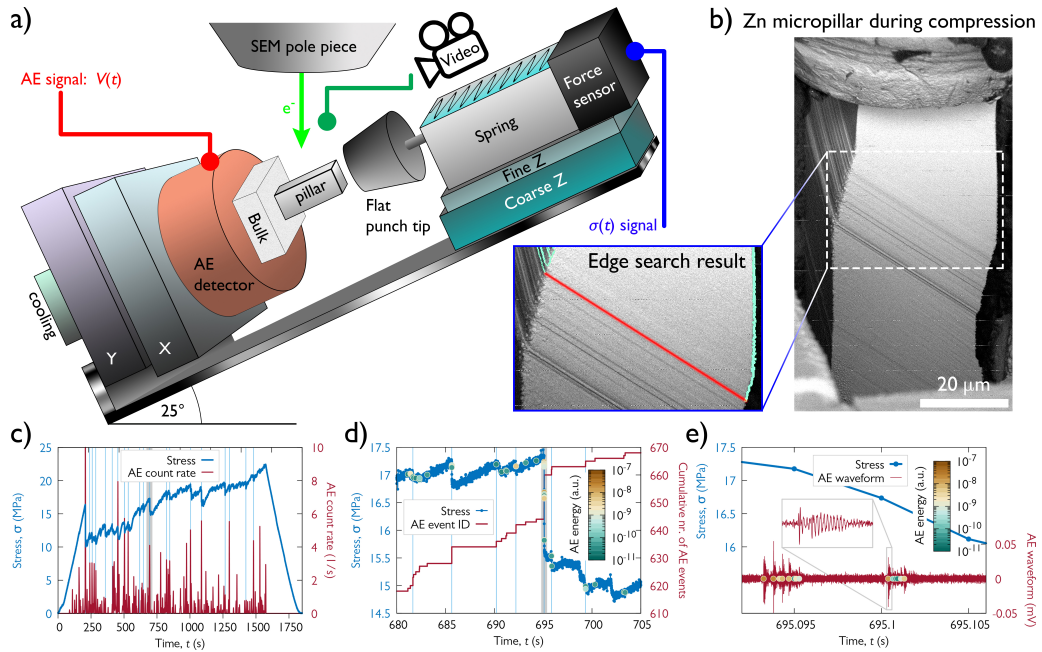 a)
SEM pole piece
Video
AE signal: V(t)
e-
Force
sensor
Spring
Fine Z
Coarse Z
pillar
Bulk
Flat
punch tip
σ(t) signal
AE
detector
cooling
Y
X
25°
b) Zn micropillar during compression
Edge search result
20 μm
c)
Stress
AE count rate
Stress, σ (MPa)
25
20
15
10
5
0
10
8
6
4
2
0
AE count rate (1/s)
0 250 500 750 1000 1250 1500 1750
Time, t (s)
d)
Stress
AE event ID
Stress, σ (MPa)
17.5
17
16.5
16
15.5
15
14.5
AE energy (a.u.)
10-7
10-8
10-9
10-10
10-11
670
660
650
640
630
620
610
Cumulative nr. of AE events
680 685 690 695 700 705
Time, t (s)
e)
Stress
AE waveform
Stress, σ (MPa)
17.5
17
16.5
16
AE energy (a.u.)
10-7
10-8
10-9
10-10
10-11
0.05
0
-0.05
AE waveform (mV)
695.095 695.1 695.105
Time, t (s)